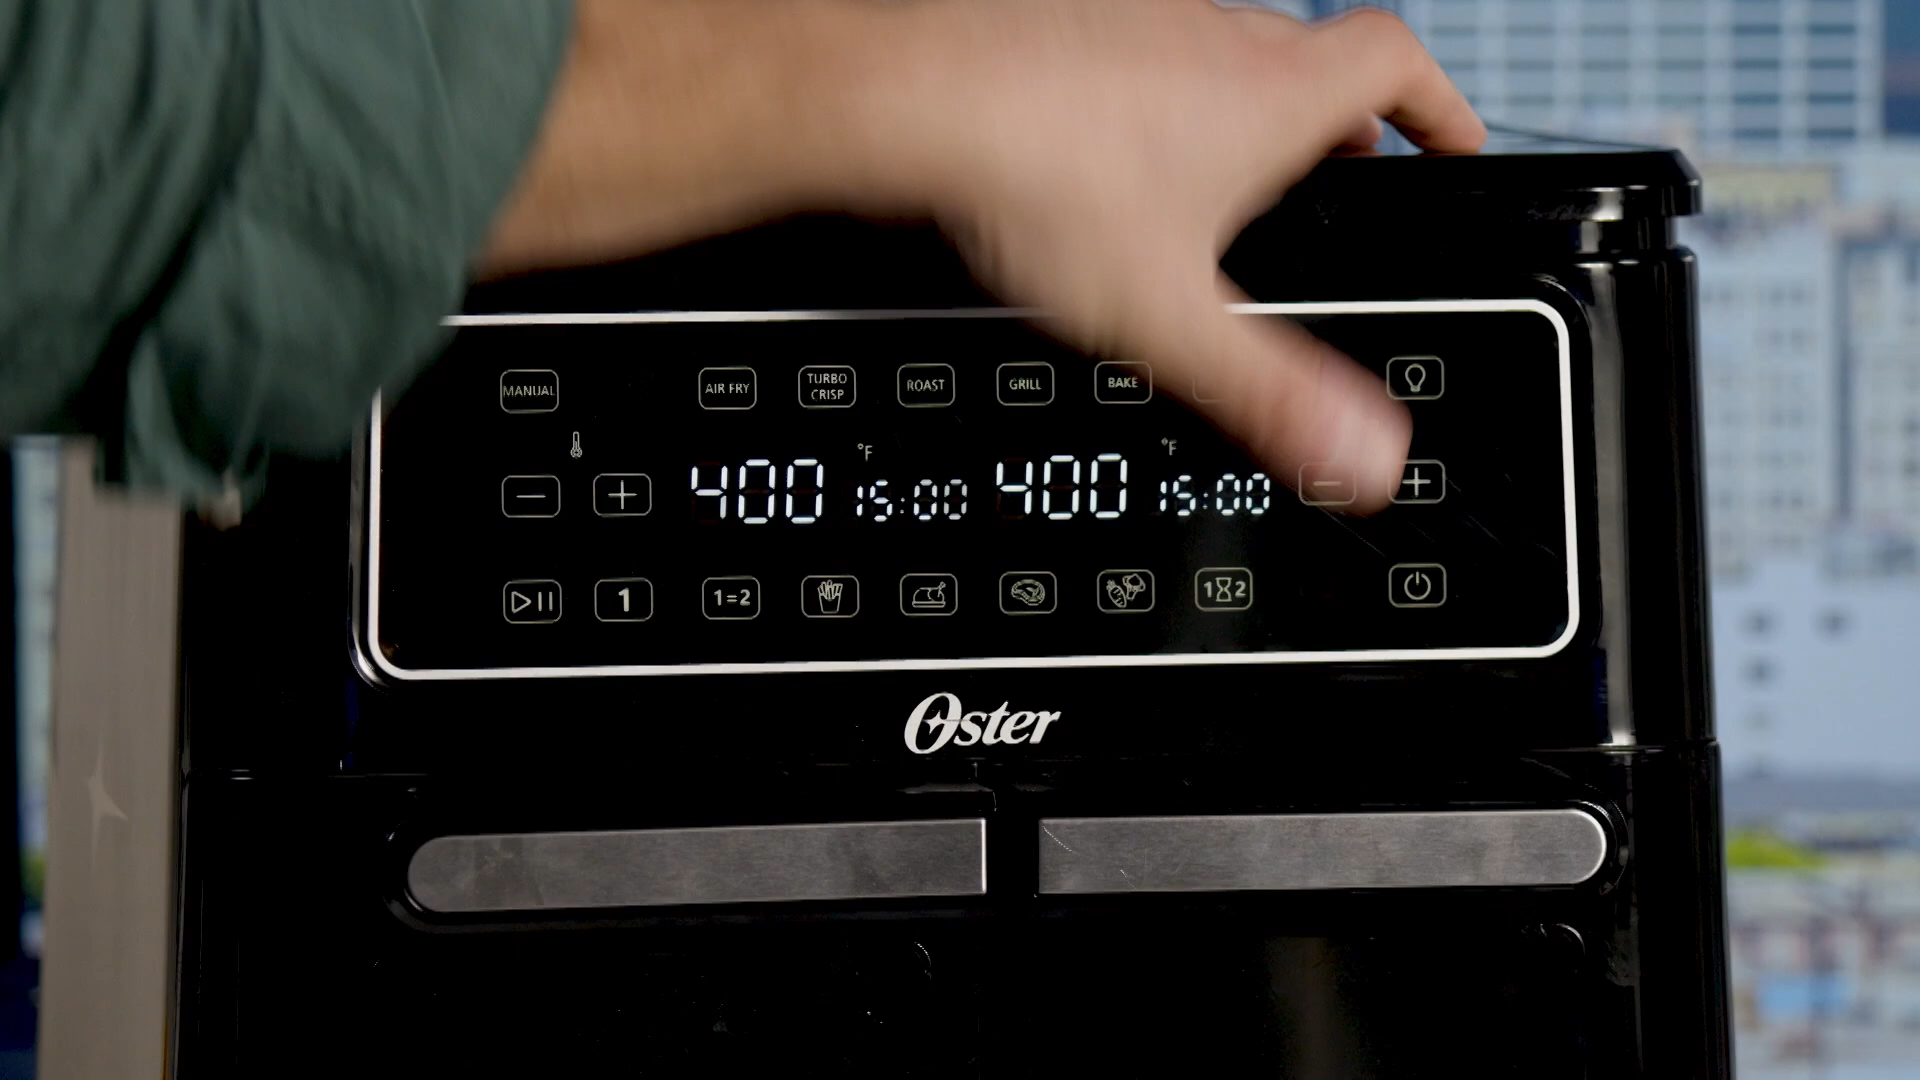 MANUAL AIR FRY TURBO CRISP ROAST GRILL BAKE
°F °F
− + 400 15:00 400 15:00 − +
1 1=2 1 2
Oster